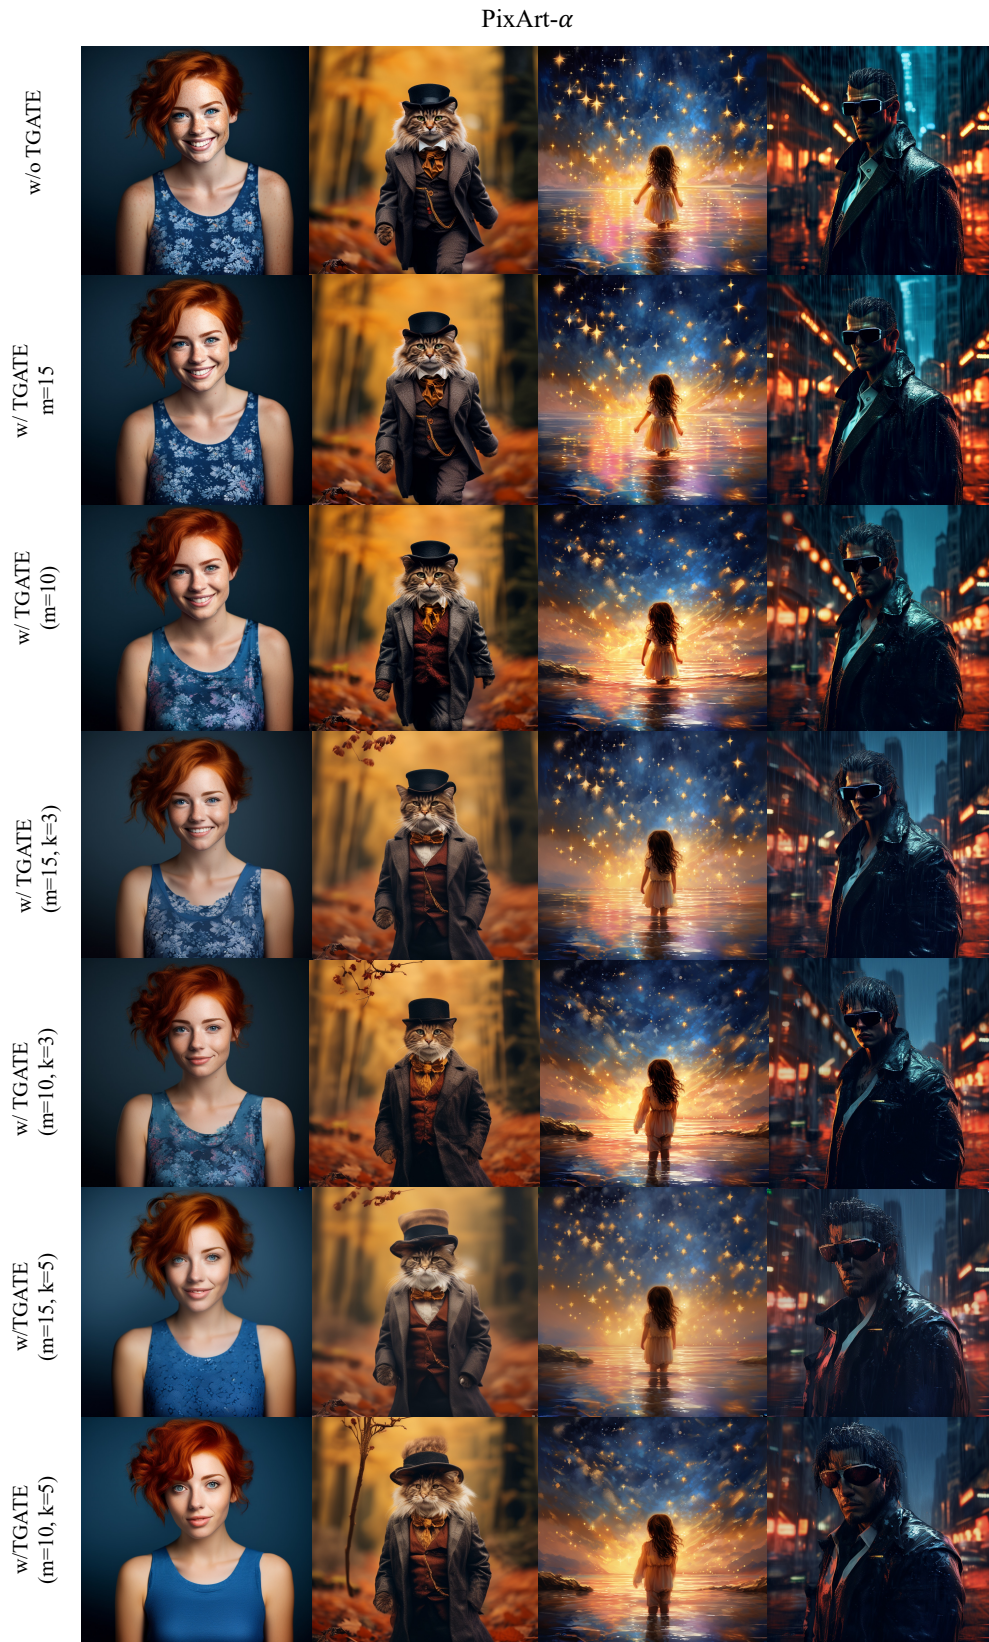 PixArt-α
w/o TGATE
w/ TGATE
m=15
w/ TGATE
(m=10)
w/ TGATE
(m=15, k=3)
w/ TGATE
(m=10, k=3)
w/TGATE
(m=15, k=5)
w/TGATE
(m=10, k=5)